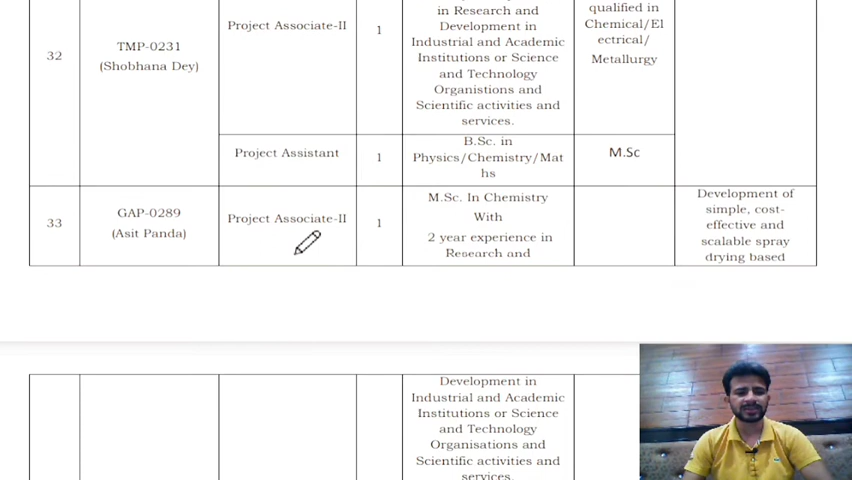 32
TMP-0231
(Shobhana Dey)
Project Associate-II
1
in Research and
Development in
Industrial and Academic
Institutions or Science
and Technology
Organistions and
Scientific activities and
services.
qualified in
Chemical/El
ectrical/
Metallurgy
Project Assistant
1
B.Sc. in
Physics/Chemistry/Mat
hs
M.Sc
33
GAP-0289
(Asit Panda)
Project Associate-II
1
M.Sc. In Chemistry
With
2 year experience in
Research and
Development of
simple, cost-
effective and
scalable spray
drying based
Development in
Industrial and Academic
Institutions or Science
and Technology
Organisations and
Scientific activities and
services.